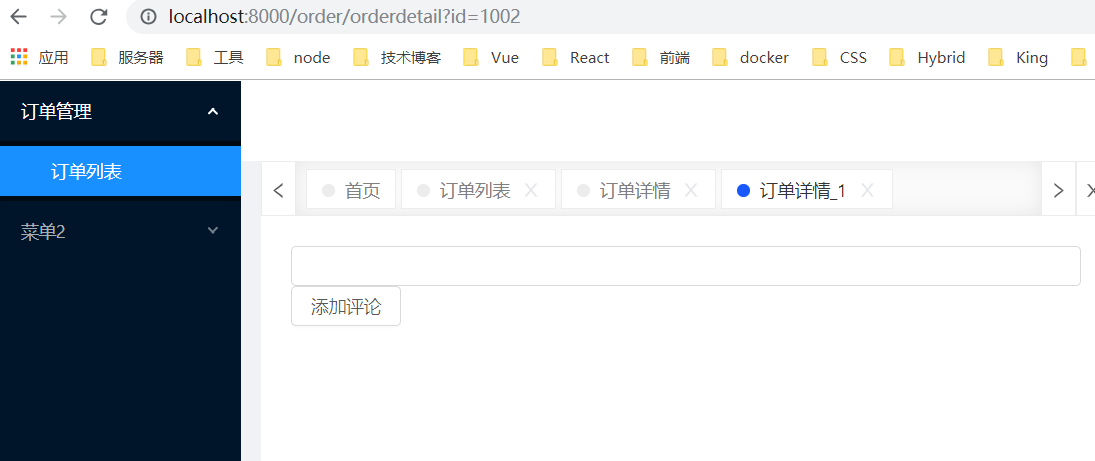 localhost:8000/order/orderdetail?id=1002
应用 服务器 工具 node 技术博客 Vue React 前端 docker CSS Hybrid King
订单管理
订单列表
菜单2
首页 订单列表 X 订单详情 X 订单详情_1 X
添加评论